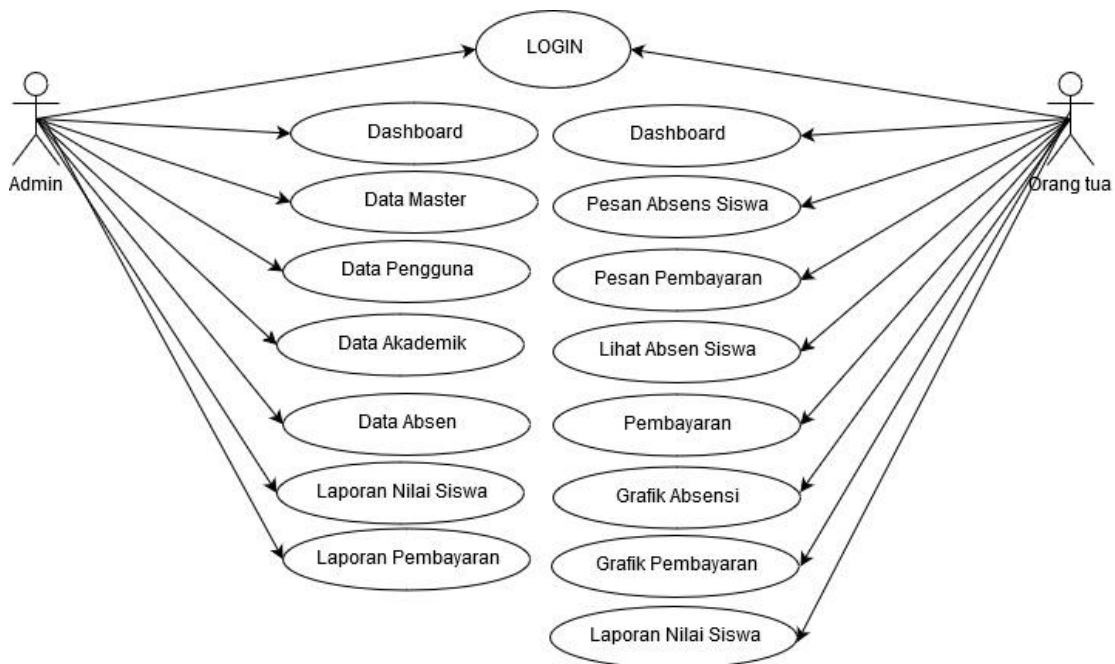 LOGIN
Admin
Orang tua
Dashboard
Data Master
Data Pengguna
Data Akademik
Data Absen
Laporan Nilai Siswa
Laporan Pembayaran
Dashboard
Pesan Absens Siswa
Pesan Pembayaran
Lihat Absen Siswa
Pembayaran
Grafik Absensi
Grafik Pembayaran
Laporan Nilai Siswa